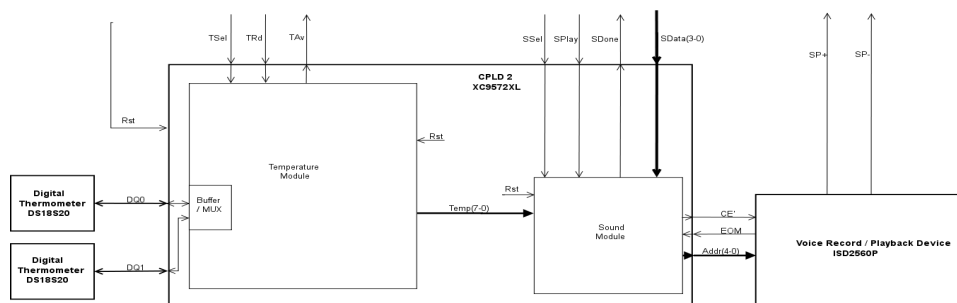 TSel
TRd
TAv
SSel
SPlay
SDone
SData(3-0)
SP+
SP-
CPLD 2
XC9572XL
Rst
Rst
Temperature
Module
Digital
Thermometer
DS18S20
DQ0
Buffer
/ MUX
Rst
Temp(7-0)
Sound
Module
CE'
EOM
Addr(4-0)
Voice Record / Playback Device
ISD2560P
Digital
Thermometer
DS18S20
DQ1